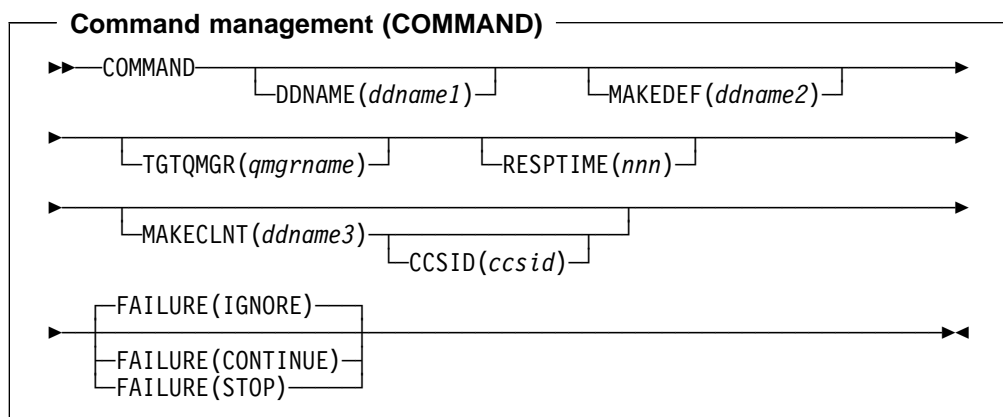 Command management (COMMAND)
COMMAND
DDNAME(ddname1) MAKEDEF(ddname2)
TGTQMGR(qmgrname) RESPTIME(nnn)
MAKECLNT(ddname3)
CCSID(ccsid)
FAILURE(IGNORE)
FAILURE(CONTINUE)
FAILURE(STOP)